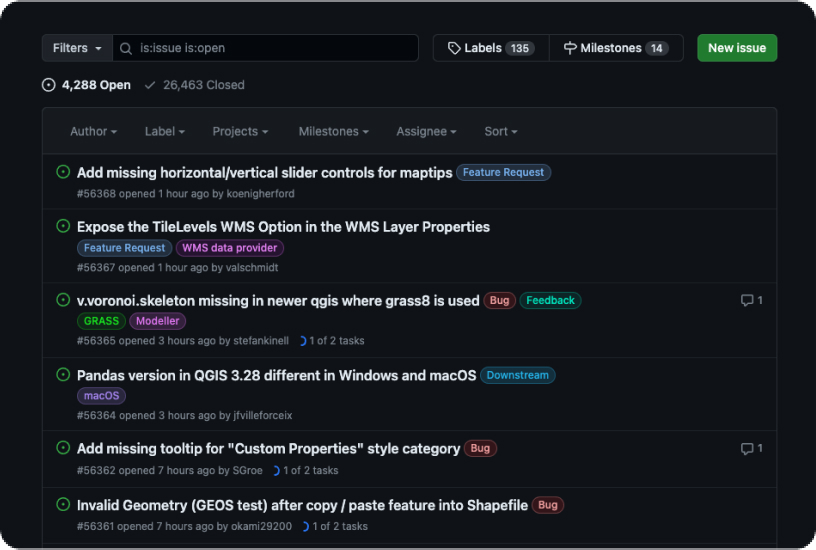 Filters is:issue is:open Labels 135 Milestones 14 New issue
4,288 Open 26,463 Closed
Author Label Projects Milestones Assignee Sort
Add missing horizontal/vertical slider controls for maptips Feature Request
#56368 opened 1 hour ago by koenigherford
Expose the TileLevels WMS Option in the WMS Layer Properties
Feature Request WMS data provider
#56367 opened 1 hour ago by valschmidt
v.voronoi.skeleton missing in newer qgis where grass8 is used Bug Feedback 1
GRASS Modeller
#56365 opened 3 hours ago by stefankinell 1 of 2 tasks
Pandas version in QGIS 3.28 different in Windows and macOS Downstream
macOS
#56364 opened 3 hours ago by jfvilleforceix
Add missing tooltip for "Custom Properties" style category Bug 1
#56362 opened 7 hours ago by SGroe 1 of 2 tasks
Invalid Geometry (GEOS test) after copy / paste feature into Shapefile Bug
#56361 opened 7 hours ago by okami29200 1 of 2 tasks